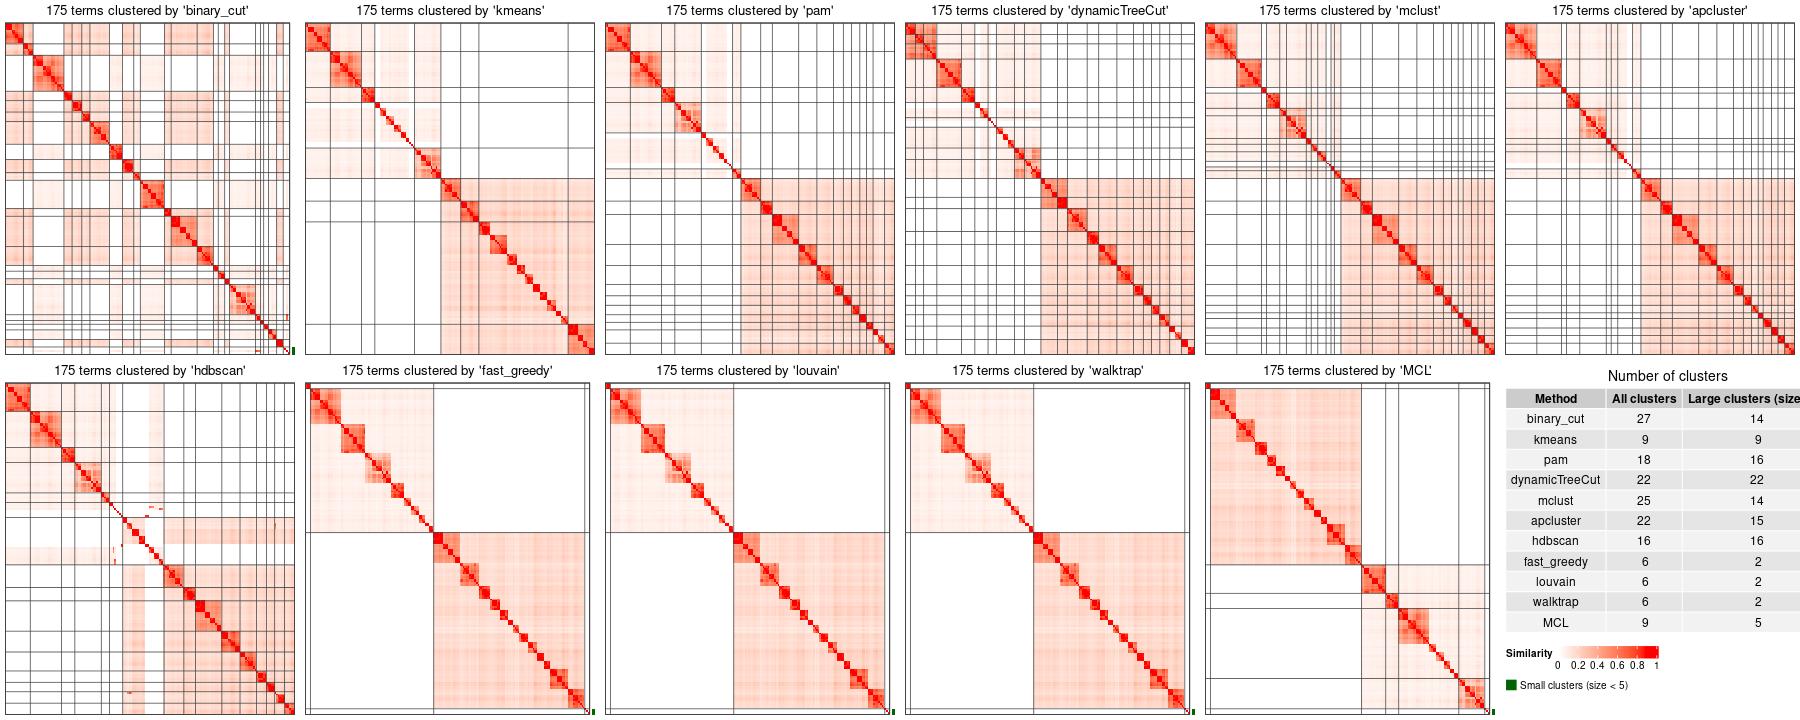 175 terms clustered by 'binary_cut'
175 terms clustered by 'kmeans'
175 terms clustered by 'pam'
175 terms clustered by 'dynamicTreeCut'
175 terms clustered by 'mclust'
175 terms clustered by 'apcluster'
175 terms clustered by 'hdbscan'
175 terms clustered by 'fast_greedy'
175 terms clustered by 'louvain'
175 terms clustered by 'walktrap'
175 terms clustered by 'MCL'
Number of clusters
Method All clusters Large clusters (size
binary_cut 27 14
kmeans 9 9
pam 18 16
dynamicTreeCut 22 22
mclust 25 14
apcluster 22 15
hdbscan 16 16
fast_greedy 6 2
louvain 6 2
walktrap 6 2
MCL 9 5
Similarity
0 0.2 0.4 0.6 0.8 1
Small clusters (size < 5)